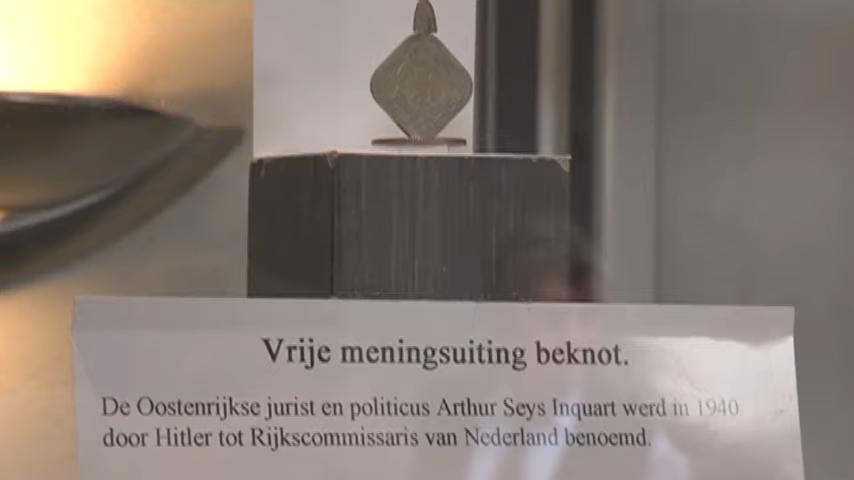 Vrije meningsuiting beknot.
De Oostenrijkse jurist en politicus Arthur Seys Inquart werd in 1940
door Hitler tot Rijkscommissaris van Nederland benoemd.